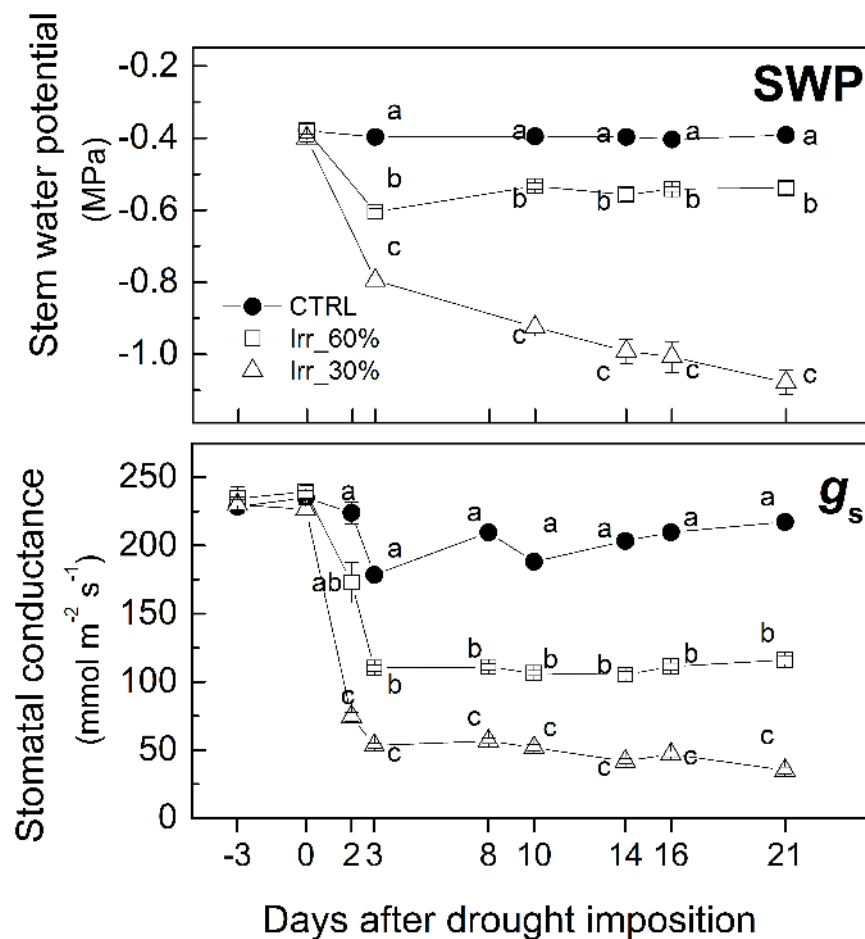 Stem water potential
(MPa)
-0.2
-0.4
-0.6
-0.8
-1.0
SWP
a
a
a
a
a
b
b
b
b
b
c
c
c
c
c
CTRL
Irr_60%
Irr_30%
Stomatal conductance
(mmol m⁻² s⁻¹)
250
200
150
100
50
0
gs
a
a
a
a
a
a
a
ab
b
b
b
b
b
b
c
c
c
c
c
c
c
-3 0 2 3 8 10 14 16 21
Days after drought imposition